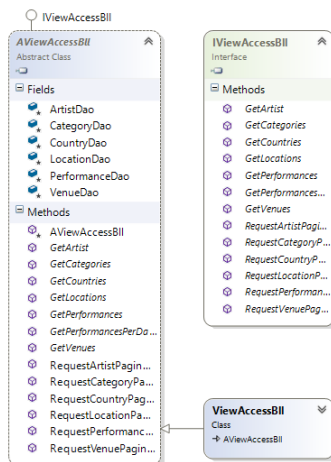 IViewAccessBll
AViewAccessBll
Abstract Class
Fields
ArtistDao
CategoryDao
CountryDao
LocationDao
PerformanceDao
VenueDao
Methods
AViewAccessBll
GetArtist
GetCategories
GetCountries
GetLocations
GetPerformances
GetPerformancesPerDa...
GetVenues
RequestArtistPagin...
RequestCategoryPa...
RequestCountryPag...
RequestLocationPa...
RequestPerformanc...
RequestVenuePagin...
IViewAccessBll
Interface
Methods
GetArtist
GetCategories
GetCountries
GetLocations
GetPerformances
GetPerformances...
GetVenues
RequestArtistPagi...
RequestCategoryP...
RequestCountryP...
RequestLocationP...
RequestPerforman...
RequestVenuePag...
ViewAccessBll
Class
AViewAccessBll